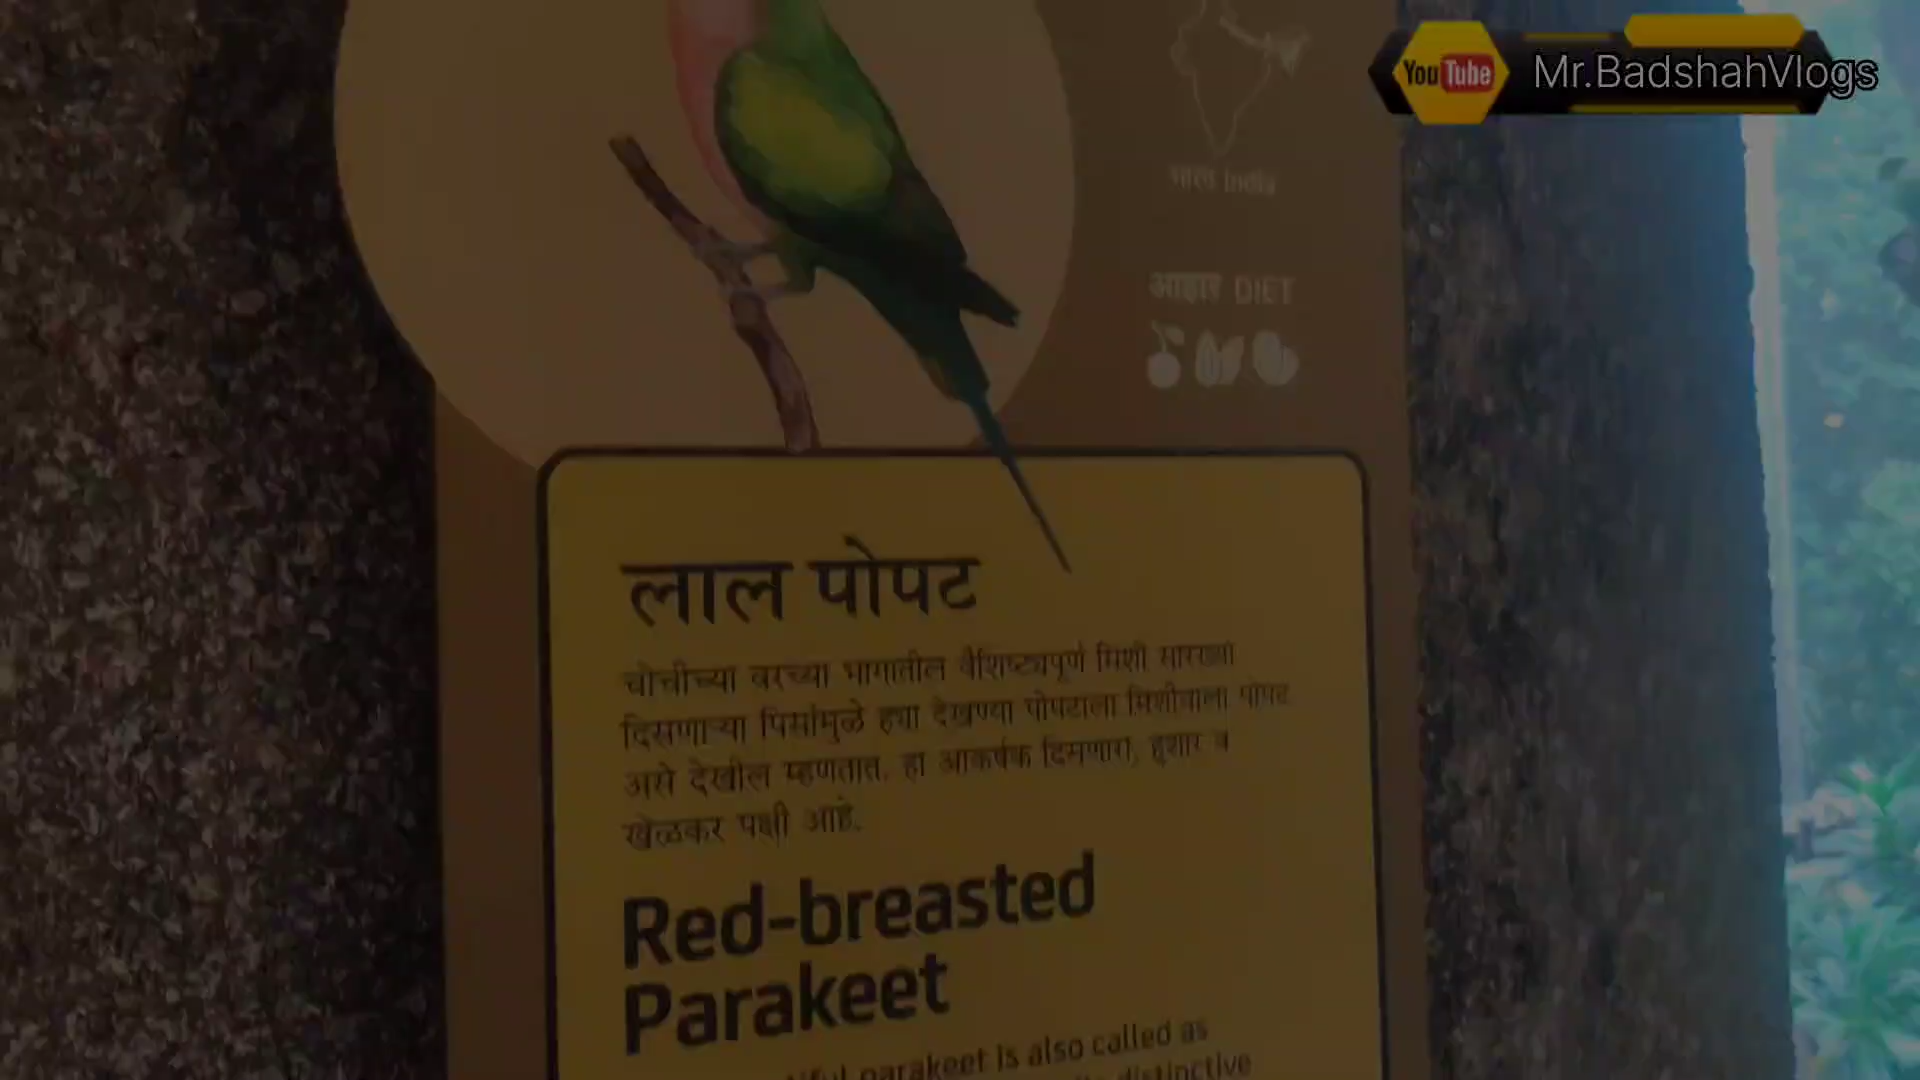 YouTube Mr.BadshahVlogs
भारत India
आहार DIET
लाल पोपट
चोचीच्या वरच्या भागातील वैशिष्ट्यपूर्ण मिशी सारख्या
दिसणाऱ्या पिसांमुळे ह्या देखण्या पोपटाला मिशीवाला पोपट
असे देखील म्हणतात. हा आकर्षक दिसणारा, हुशार व
खेळकर पक्षी आहे.
Red-breasted
Parakeet
parakeet is also called as
distinctive